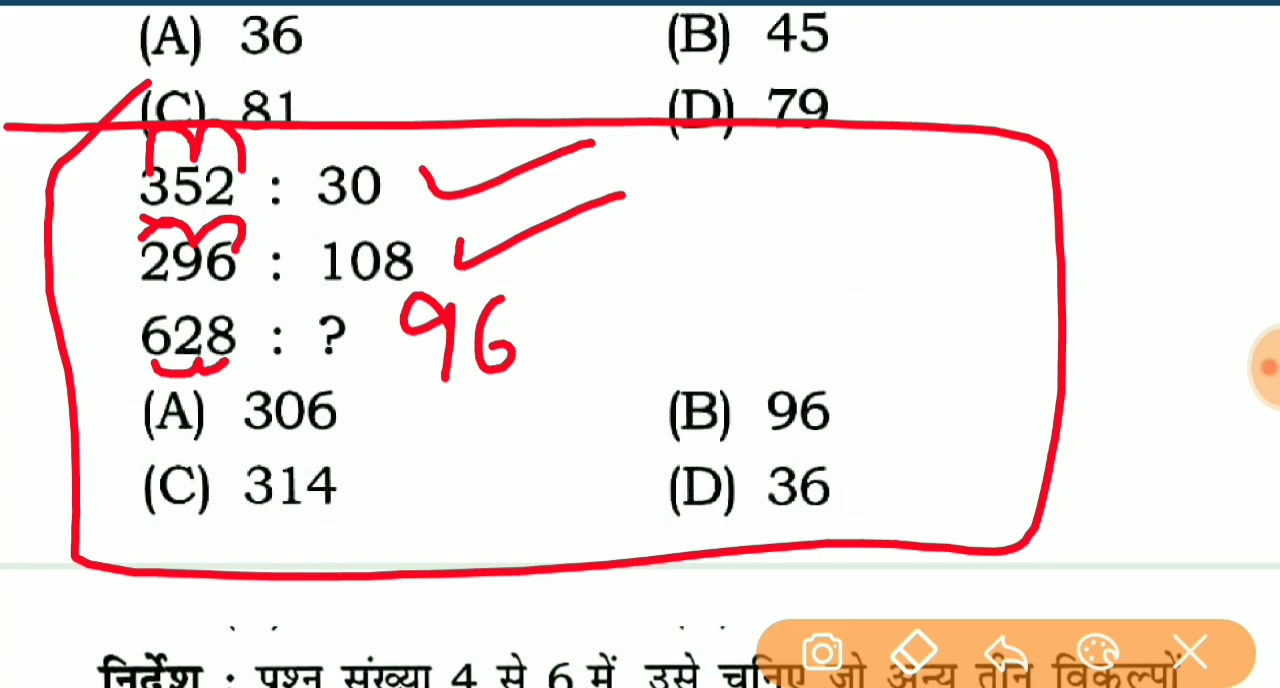 (A) 36 (B) 45
(C) 81 (D) 79
352 : 30
296 : 108
628 : ? 96
(A) 306 (B) 96
(C) 314 (D) 36
निर्देश : प्रश्न संख्या 4 से 6 में उसे चुनिए जो अन्य तीन विकल्पों